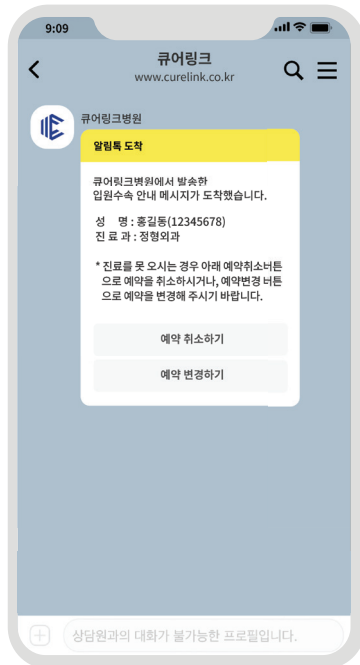 9:09
큐어링크
www.curelink.co.kr
큐어링크병원
알림톡 도착
큐어링크병원에서 발송한
입원수속 안내 메시지가 도착했습니다.
성 명 : 홍길동(12345678)
진 료 과 : 정형외과
* 진료를 못 오시는 경우 아래 예약취소버튼
으로 예약을 취소하시거나, 예약변경 버튼
으로 예약을 변경해 주시기 바랍니다.
예약 취소하기
예약 변경하기
상담원과의 대화가 불가능한 프로필입니다.